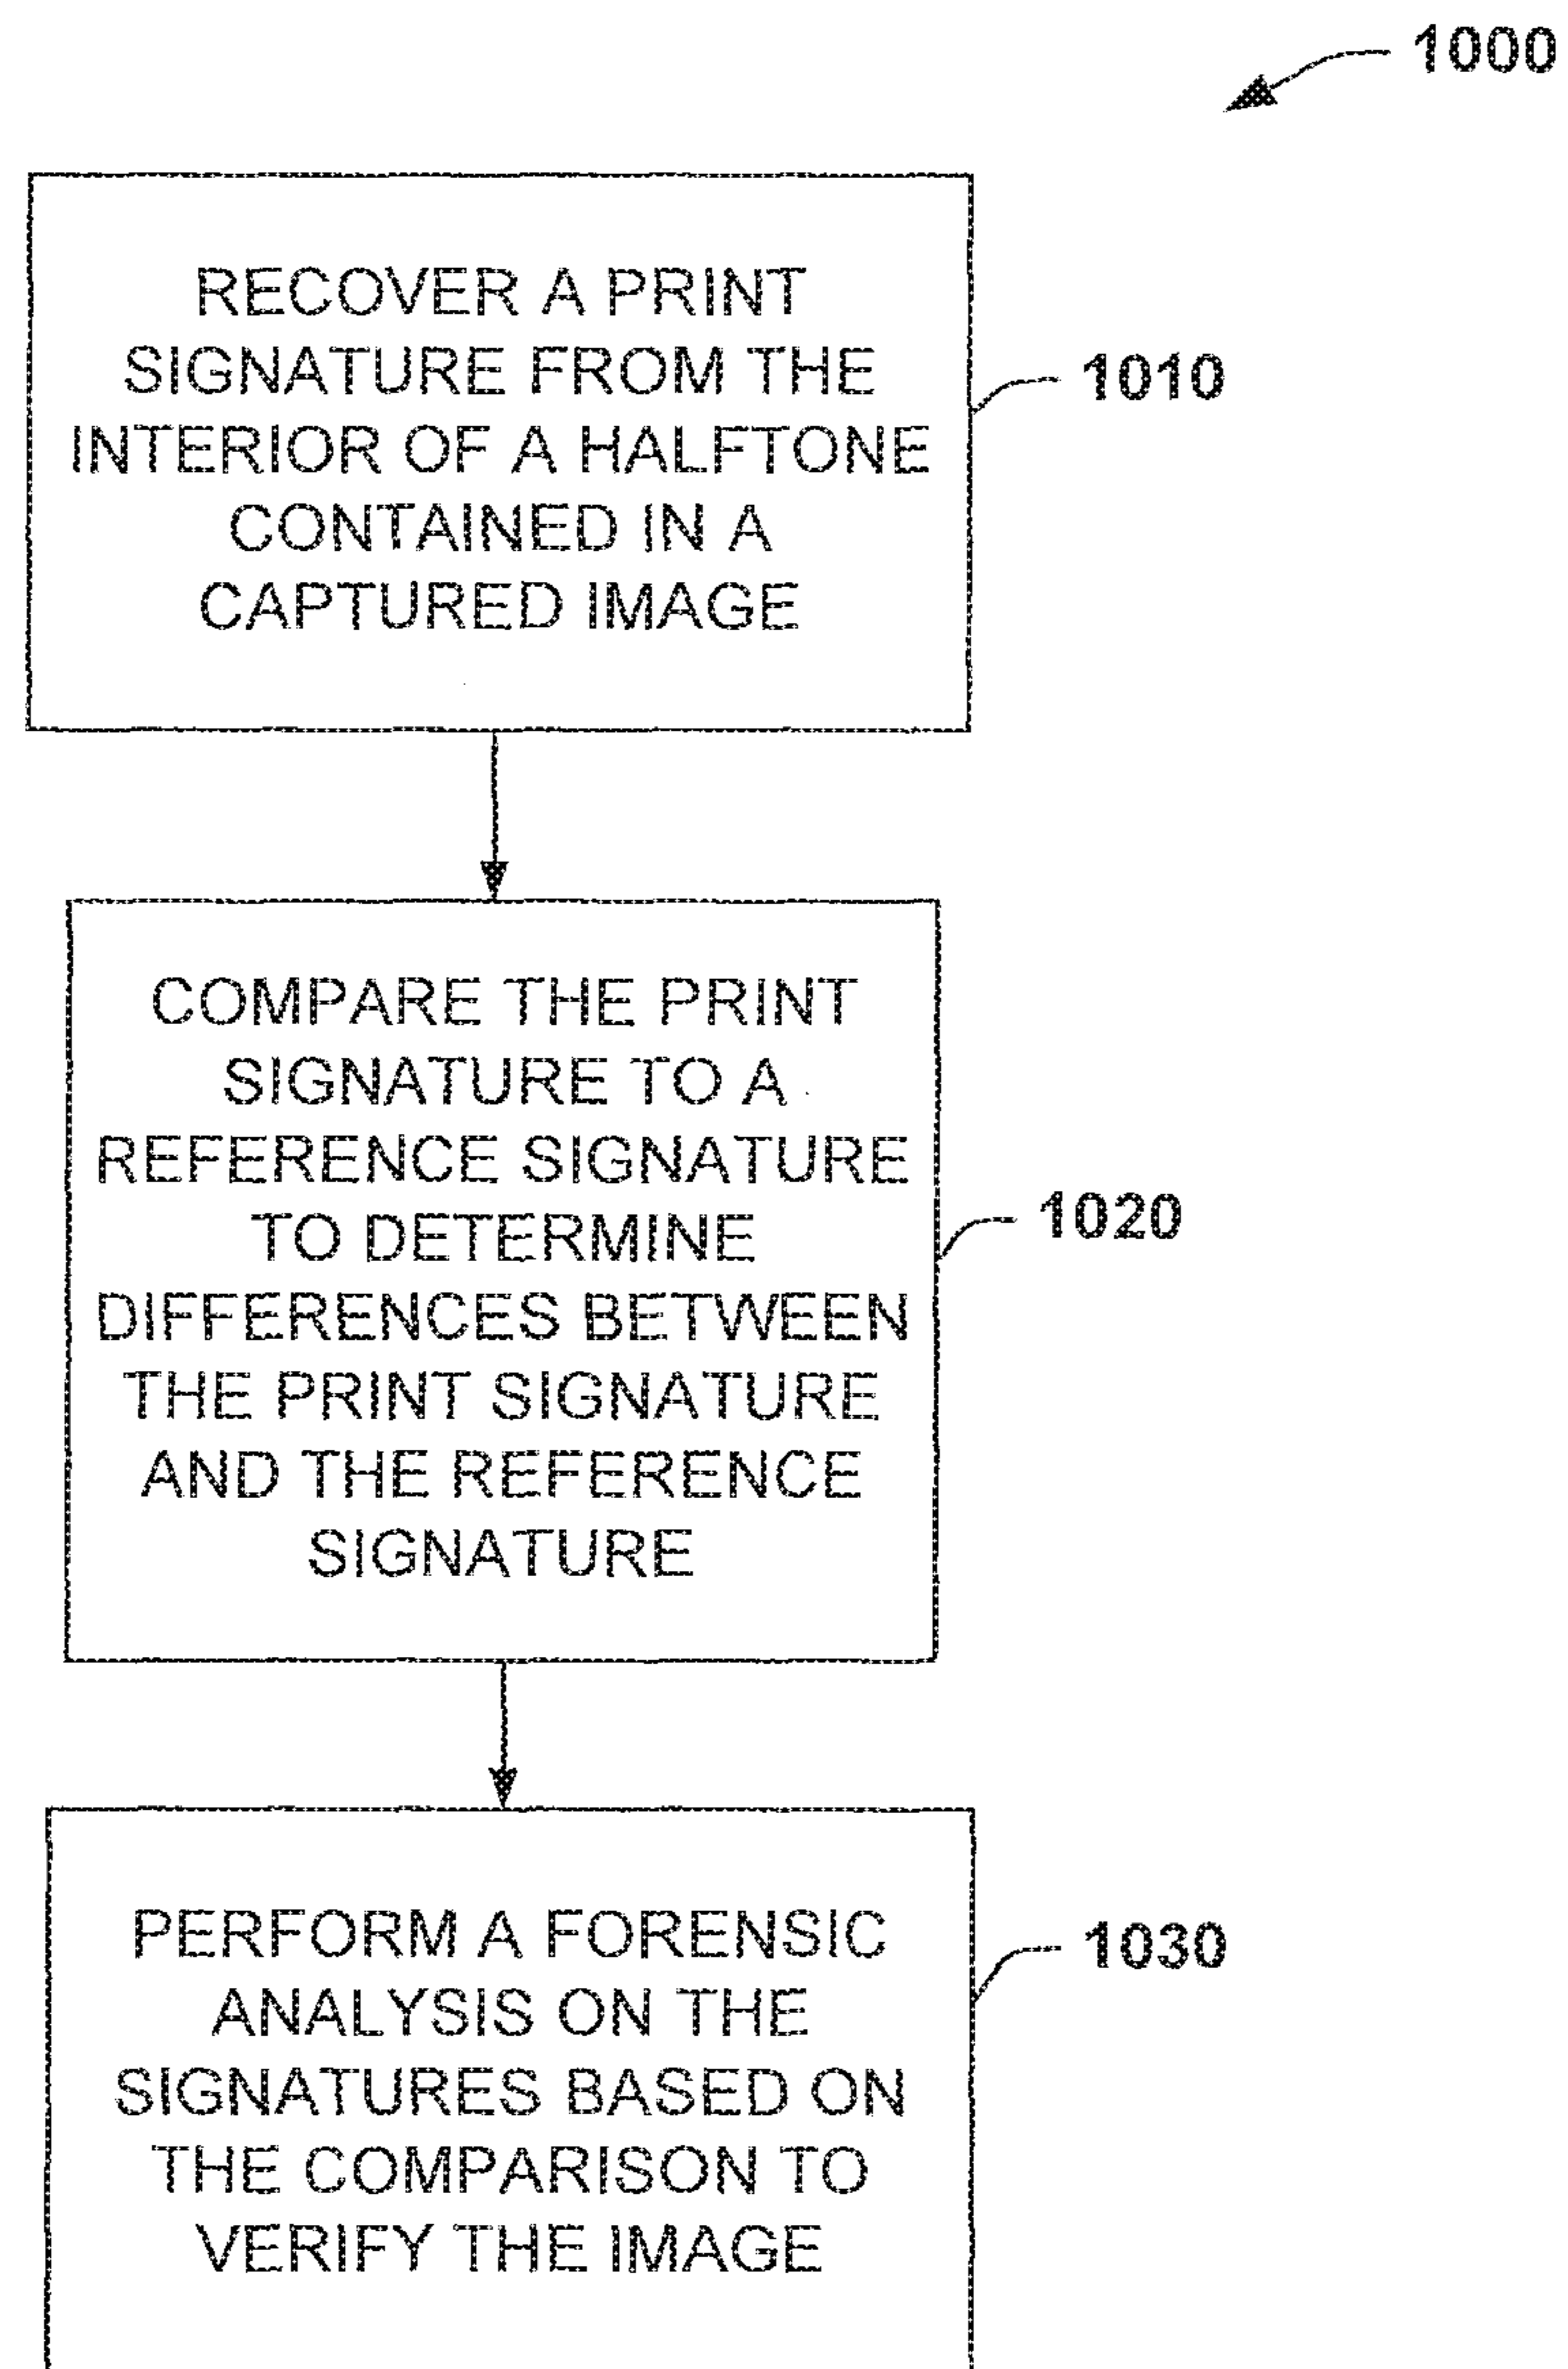 1000
RECOVER A PRINT
SIGNATURE FROM THE
INTERIOR OF A HALFTONE
CONTAINED IN A
CAPTURED IMAGE
1010
COMPARE THE PRINT
SIGNATURE TO A
REFERENCE SIGNATURE
TO DETERMINE
DIFFERENCES BETWEEN
THE PRINT SIGNATURE
AND THE REFERENCE
SIGNATURE
1020
PERFORM A FORENSIC
ANALYSIS ON THE
SIGNATURES BASED ON
THE COMPARISON TO
VERIFY THE IMAGE
1030